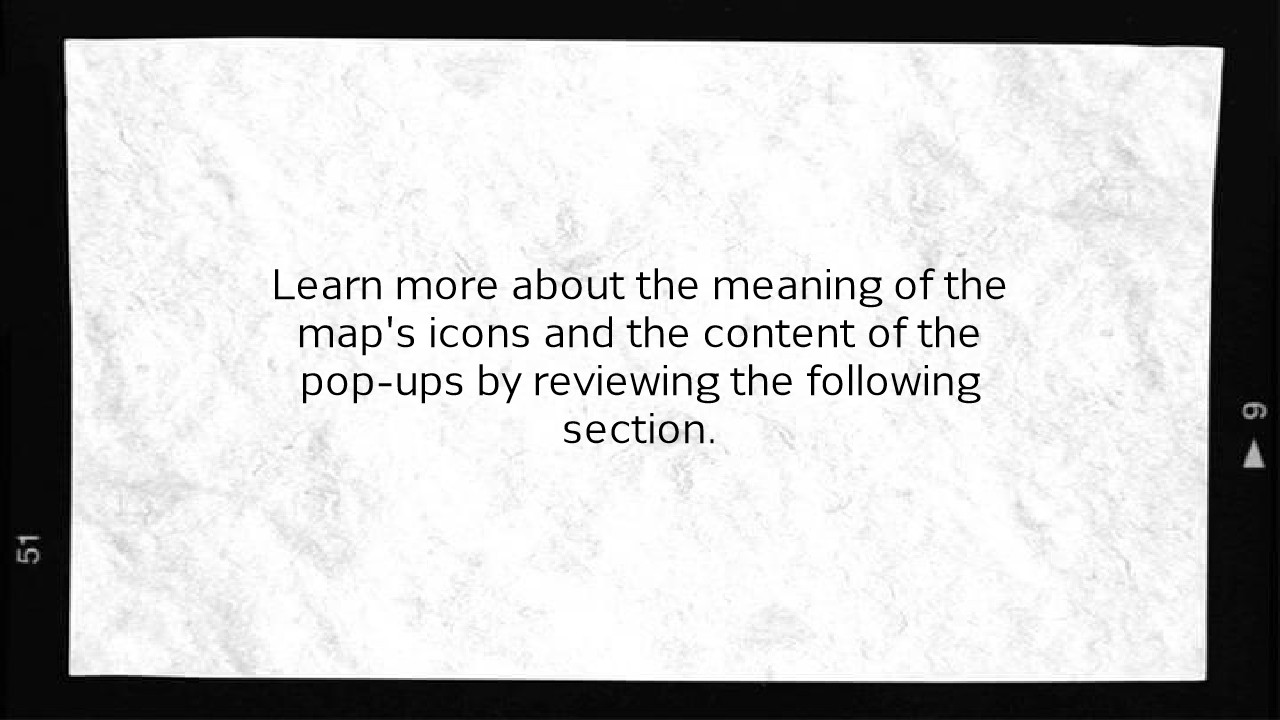 Learn more about the meaning of the
map's icons and the content of the
pop-ups by reviewing the following
section.
51
9